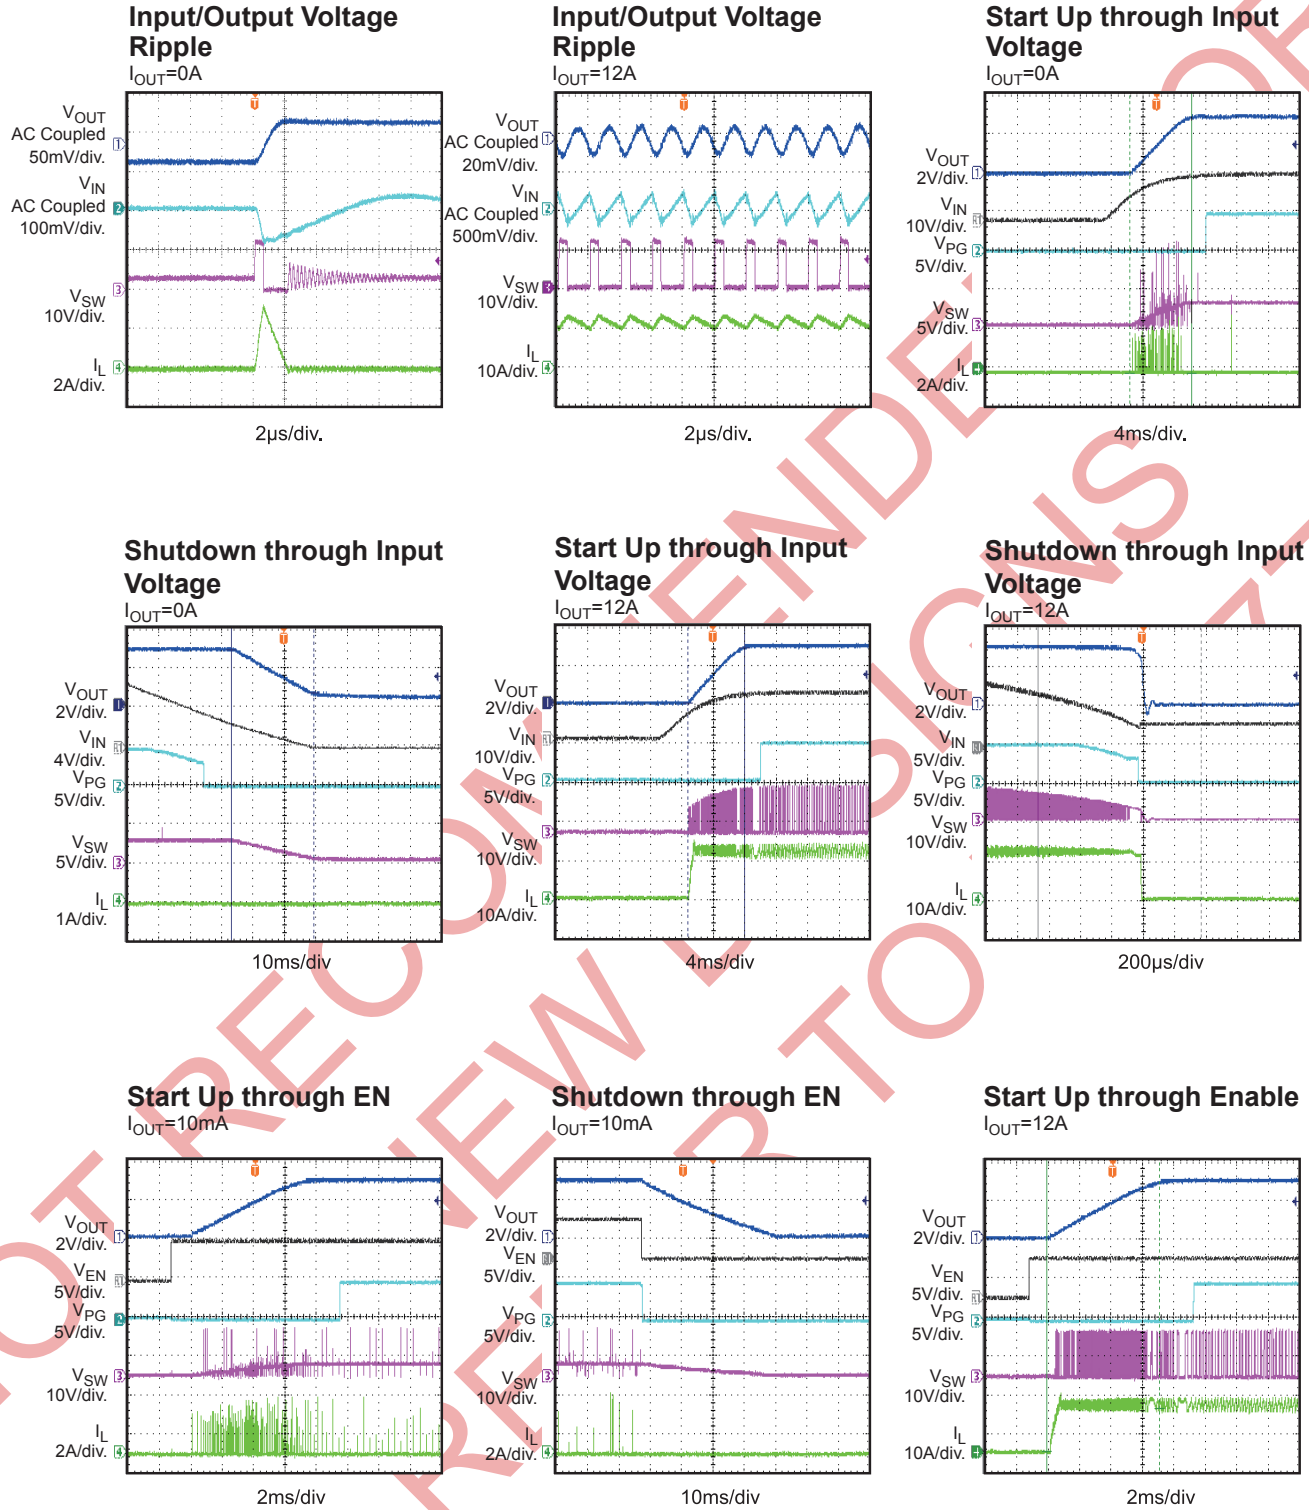 Input/Output Voltage
Ripple
IOUT=0A
VOUT
AC Coupled
50mV/div.
VIN
AC Coupled
100mV/div.
VSW
10V/div.
IL
2A/div.
2µs/div.
Input/Output Voltage
Ripple
IOUT=12A
VOUT
AC Coupled
20mV/div.
VIN
AC Coupled
500mV/div.
VSW
10V/div.
IL
10A/div.
2µs/div.
Start Up through Input
Voltage
IOUT=0A
VOUT
2V/div.
VIN
10V/div.
VPG
5V/div.
VSW
5V/div.
IL
2A/div.
4ms/div.
Shutdown through Input
Voltage
IOUT=0A
VOUT
2V/div.
VIN
4V/div.
VPG
5V/div.
VSW
5V/div.
IL
1A/div.
10ms/div
Start Up through Input
Voltage
IOUT=12A
VOUT
2V/div.
VIN
10V/div.
VPG
5V/div.
VSW
10V/div.
IL
10A/div.
4ms/div
Shutdown through Input
Voltage
IOUT=12A
VOUT
2V/div.
VIN
5V/div.
VPG
5V/div.
VSW
10V/div.
IL
10A/div.
200µs/div
Start Up through EN
IOUT=10mA
VOUT
2V/div.
VEN
5V/div.
VPG
5V/div.
VSW
10V/div.
IL
2A/div.
2ms/div
Shutdown through EN
IOUT=10mA
VOUT
2V/div.
VEN
5V/div.
VPG
5V/div.
VSW
10V/div.
IL
2A/div.
10ms/div
Start Up through Enable
IOUT=12A
VOUT
2V/div.
VEN
5V/div.
VPG
5V/div.
VSW
10V/div.
IL
10A/div.
2ms/div